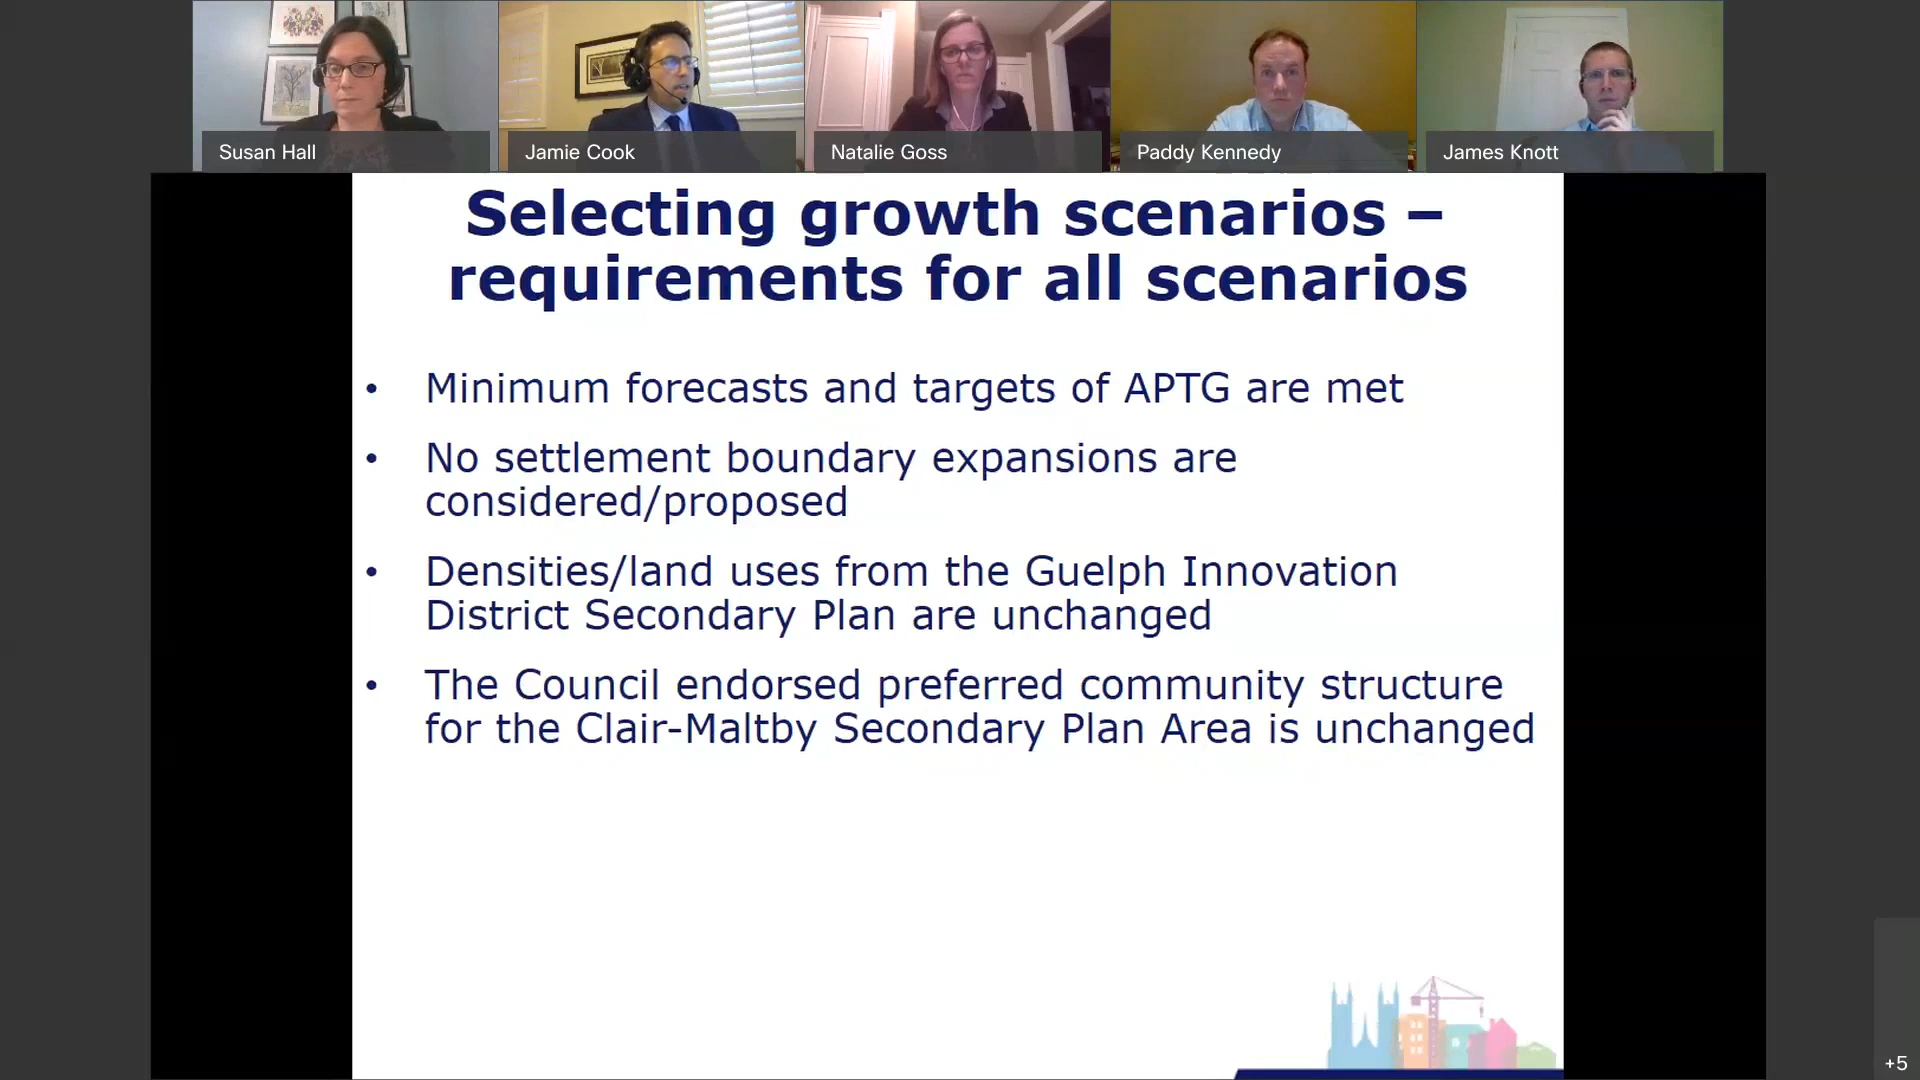 Susan Hall
Jamie Cook
Natalie Goss
Paddy Kennedy
James Knott
Selecting growth scenarios –
requirements for all scenarios
• Minimum forecasts and targets of APTG are met
• No settlement boundary expansions are
considered/proposed
• Densities/land uses from the Guelph Innovation
District Secondary Plan are unchanged
• The Council endorsed preferred community structure
for the Clair-Maltby Secondary Plan Area is unchanged
+5